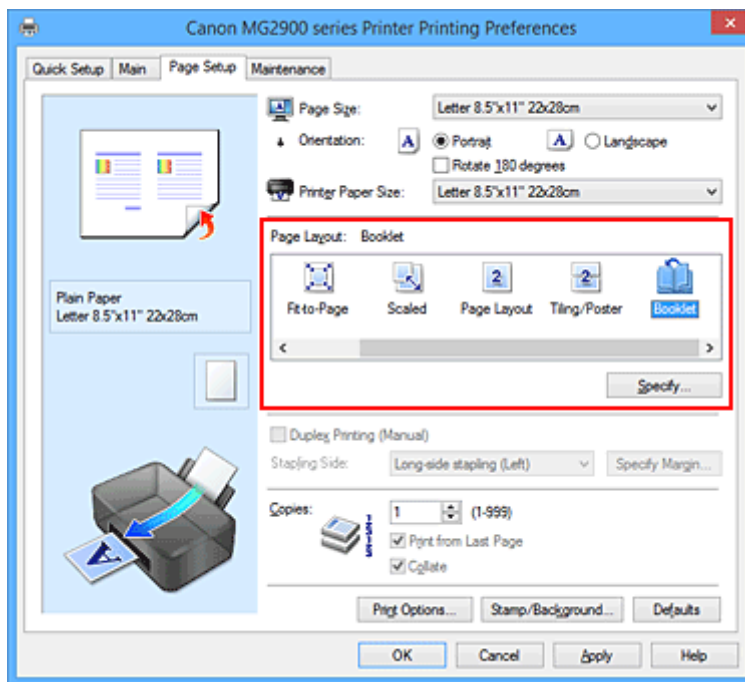 Canon MG2900 series Printer Printing Preferences
Quick Setup Main Page Setup Maintenance
Page Size: Letter 8.5"x11" 22x28cm
Orientation: A Portrait A Landscape
Rotate 180 degrees
Printer Paper Size: Letter 8.5"x11" 22x28cm
Page Layout: Booklet
Fit-to-Page Scaled Page Layout Tiling/Poster Booklet
Specify...
Plain Paper
Letter 8.5"x11" 22x28cm
Duplex Printing (Manual)
Stapling Side: Long-side stapling (Left) Specify Margin...
Copies: 1 (1-999)
Print from Last Page
Collate
Print Options... Stamp/Background... Defaults
OK Cancel Apply Help